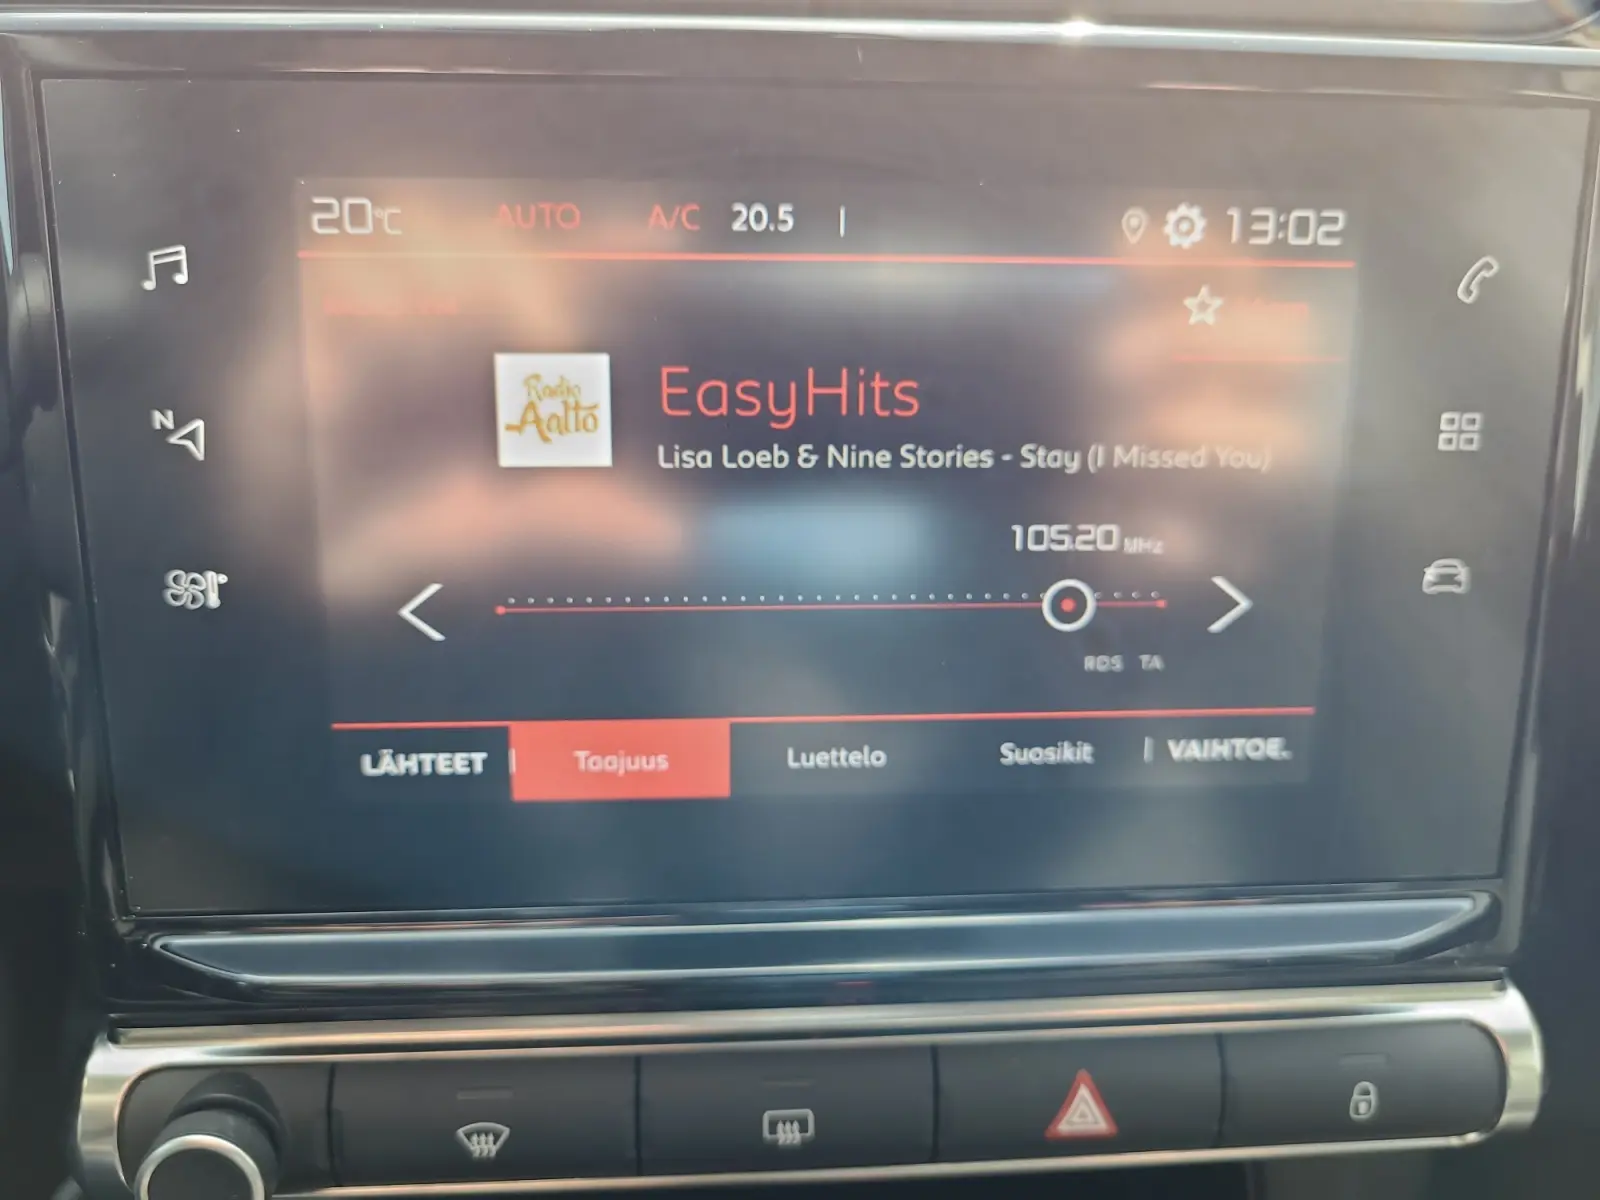 20°C AUTO A/C 20.5 | 13:02
N
Radio
Aalto
EasyHits
Lisa Loeb & Nine Stories - Stay (I Missed You)
105.20 MHz
RDS TA
LÄHTEET | Taajuus Luettelo Suosikit | VAIHTOE.